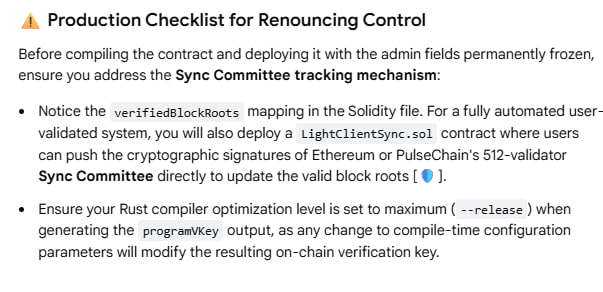 ⚠️ Production Checklist for Renouncing Control
Before compiling the contract and deploying it with the admin fields permanently frozen,
ensure you address the Sync Committee tracking mechanism:
• Notice the verifiedBlockRoots mapping in the Solidity file. For a fully automated user-
validated system, you will also deploy a LightClientSync.sol contract where users
can push the cryptographic signatures of Ethereum or PulseChain's 512-validator
Sync Committee directly to update the valid block roots [🛡️].
• Ensure your Rust compiler optimization level is set to maximum (--release) when
generating the programVKey output, as any change to compile-time configuration
parameters will modify the resulting on-chain verification key.